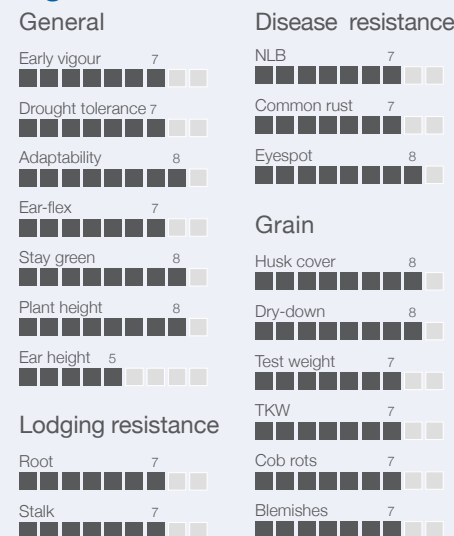 General
Early vigour 7
Drought tolerance 7
Adaptability 8
Ear-flex 7
Stay green 8
Plant height 8
Ear height 5
Lodging resistance
Root 7
Stalk 7
Disease resistance
NLB 7
Common rust 7
Eyespot 8
Grain
Husk cover 8
Dry-down 8
Test weight 7
TKW 7
Cob rots 7
Blemishes 7